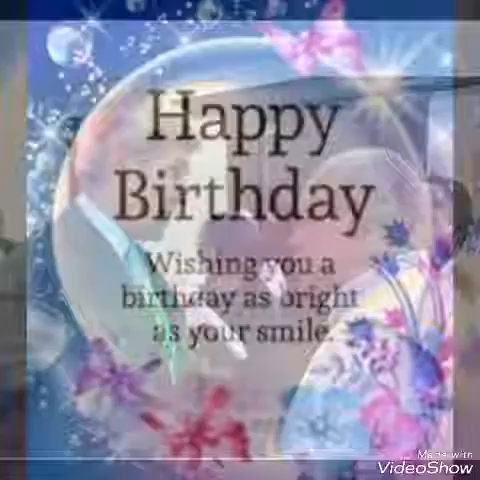 Happy
Birthday
Wishing you a
birthday as bright
as your smile.
Made with
VideoShow